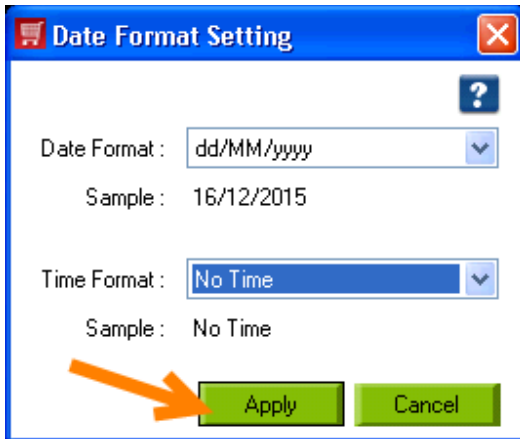 Date Format Setting
?
Date Format : dd/MM/yyyy
Sample : 16/12/2015
Time Format : No Time
Sample : No Time
Apply Cancel